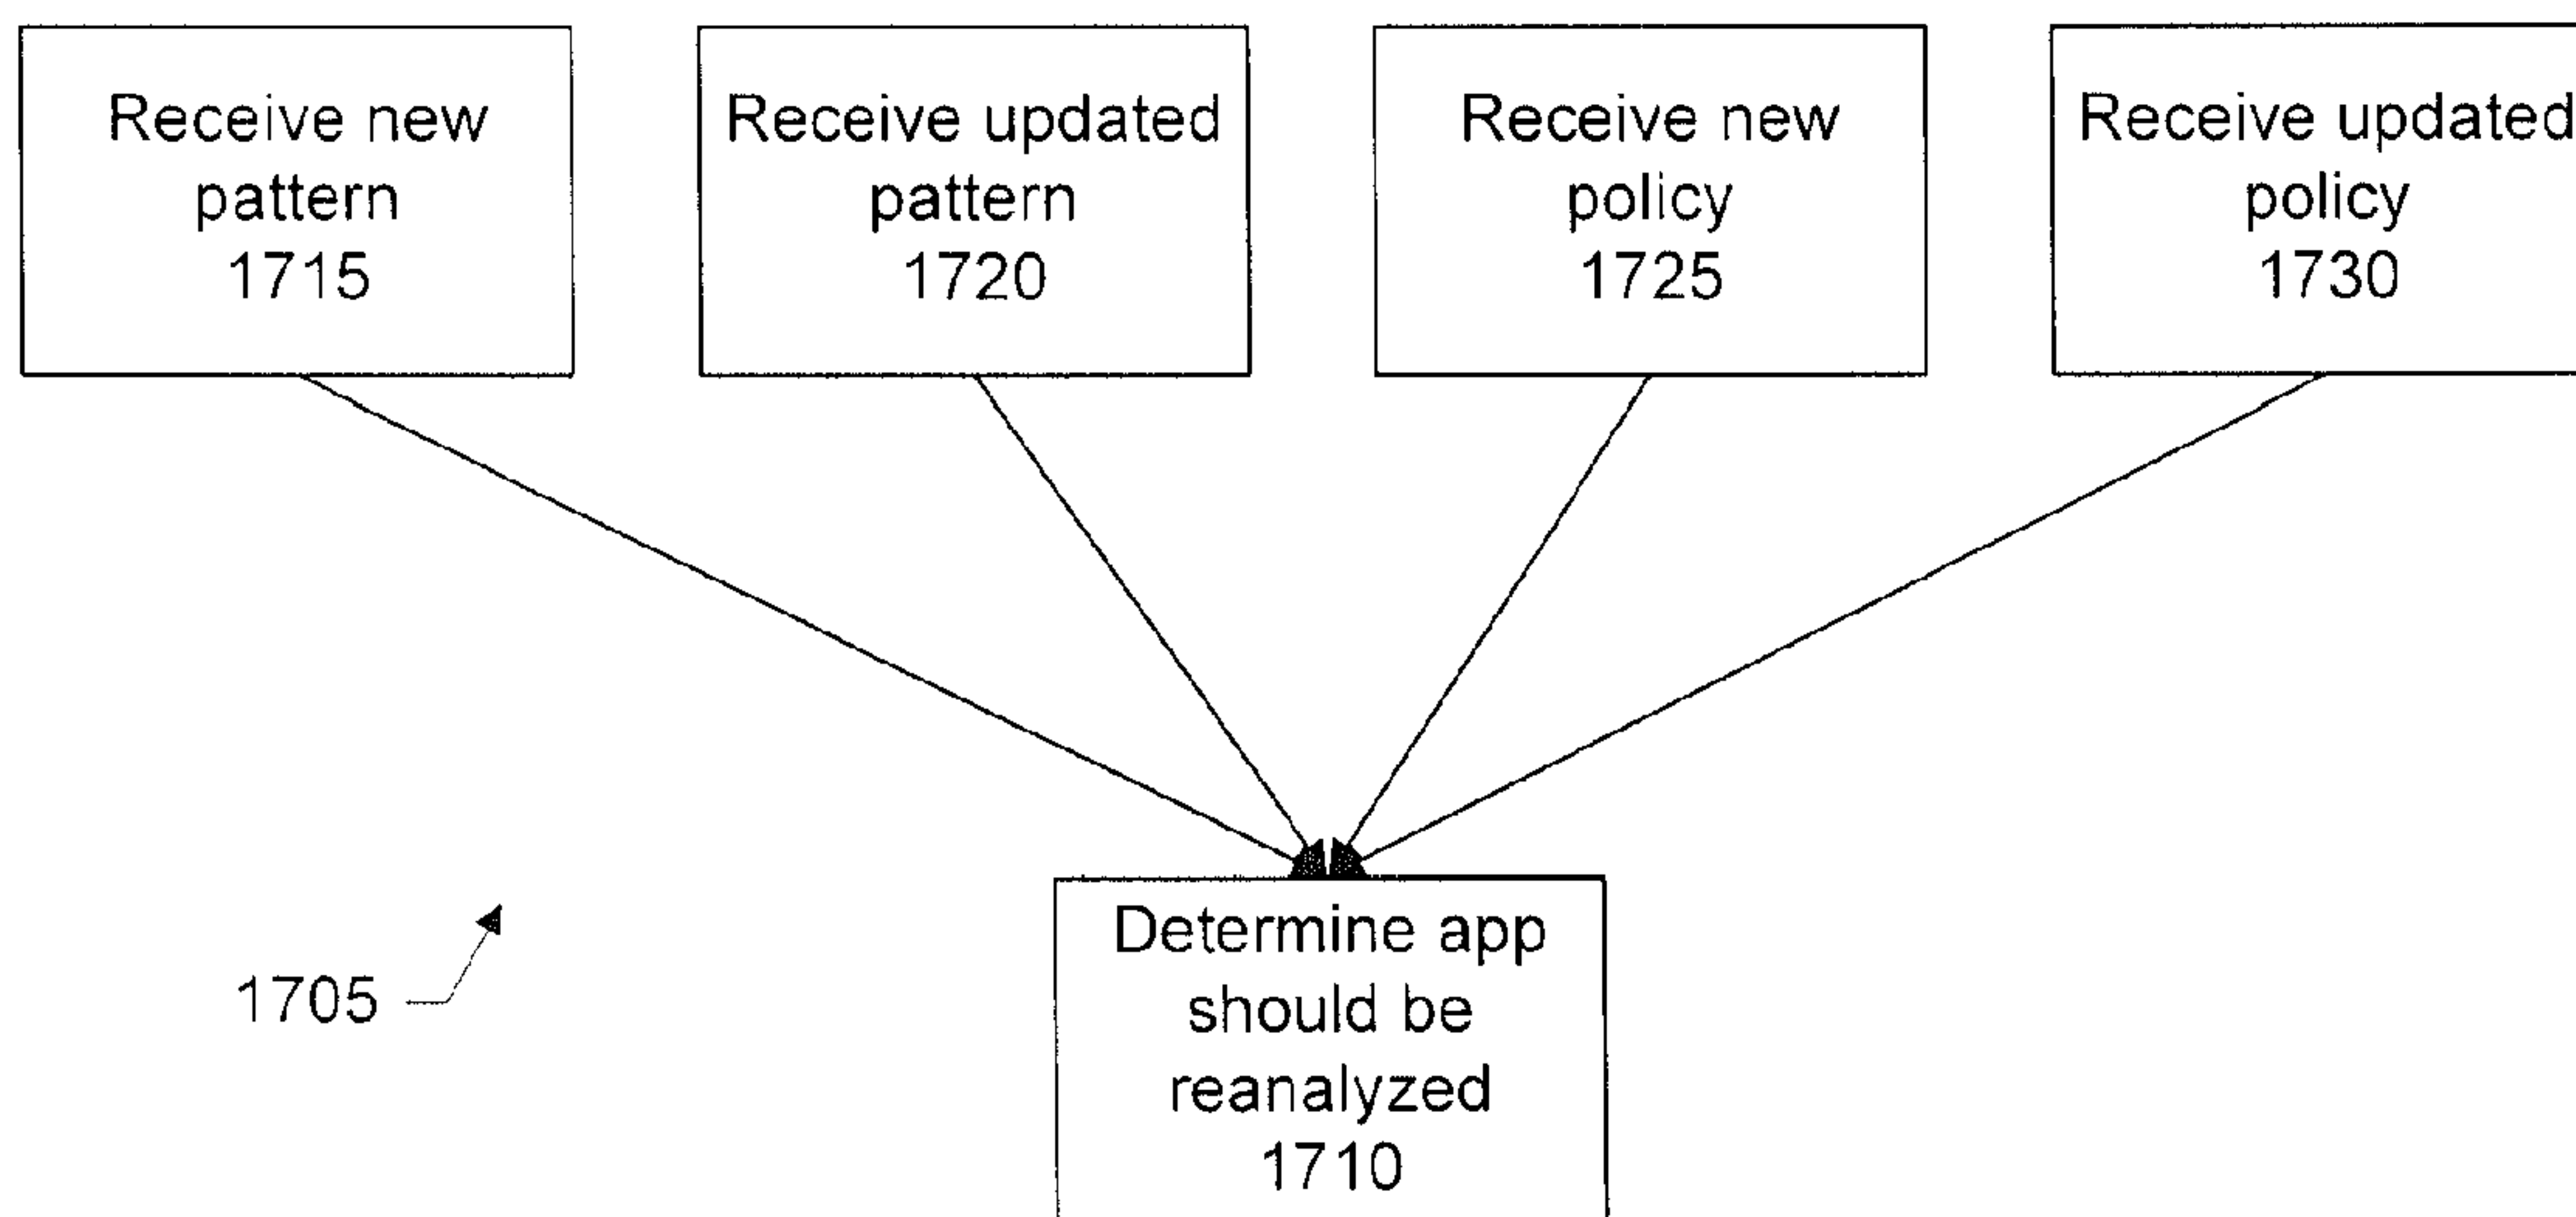 Receive new
pattern
1715
Receive updated
pattern
1720
Receive new
policy
1725
Receive updated
policy
1730
1705
Determine app
should be
reanalyzed
1710